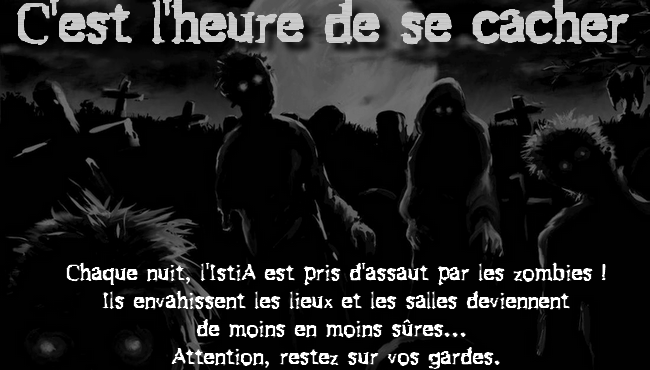 C'est l'heure de se cacher
Chaque nuit, l'IstiA est pris d'assaut par les zombies !
Ils envahissent les lieux et les salles deviennent
de moins en moins sûres...
Attention, restez sur vos gardes.